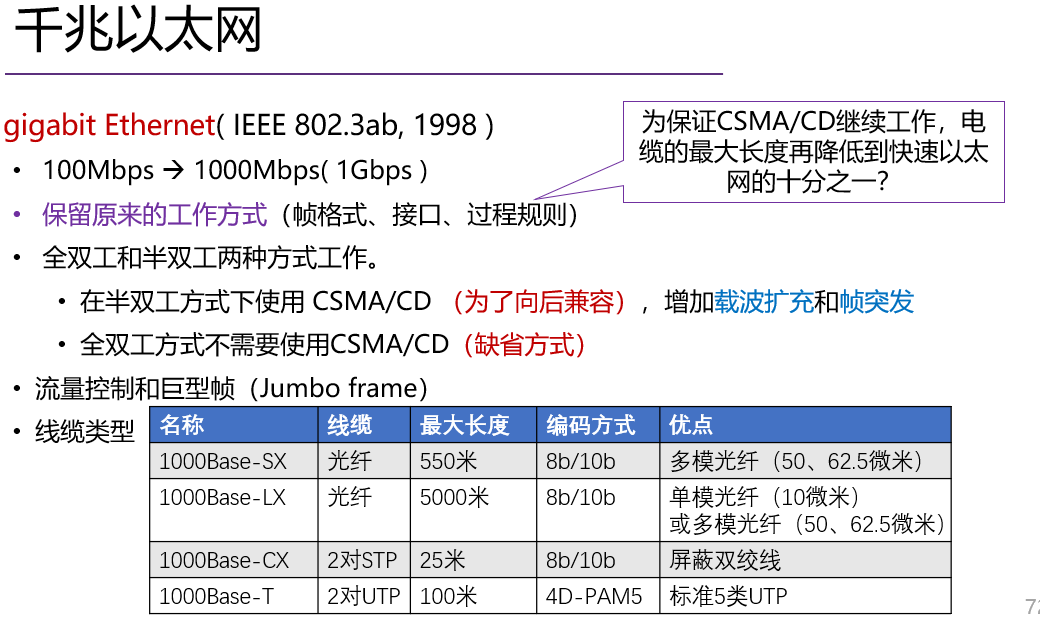 千兆以太网
gigabit Ethernet( IEEE 802.3ab, 1998 )
为保证CSMA/CD继续工作，电
缆的最大长度再降低到快速以太
网的十分之一？
• 100Mbps → 1000Mbps( 1Gbps )
• 保留原来的工作方式（帧格式、接口、过程规则）
• 全双工和半双工两种方式工作。
• 在半双工方式下使用 CSMA/CD （为了向后兼容），增加载波扩充和帧突发
• 全双工方式不需要使用CSMA/CD（缺省方式）
• 流量控制和巨型帧（Jumbo frame）
• 线缆类型
名称 线缆 最大长度 编码方式 优点
1000Base-SX 光纤 550米 8b/10b 多模光纤（50、62.5微米）
1000Base-LX 光纤 5000米 8b/10b 单模光纤（10微米）
或多模光纤（50、62.5微米）
1000Base-CX 2对STP 25米 8b/10b 屏蔽双绞线
1000Base-T 2对UTP 100米 4D-PAM5 标准5类UTP